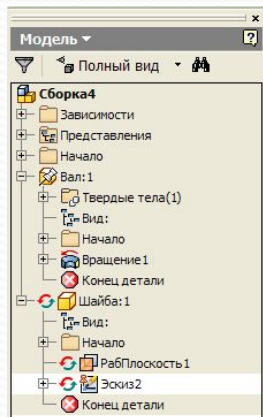 Модель
Полный вид
Сборка4
Зависимости
Представления
Начало
Вал:1
Твердые тела(1)
Вид:
Начало
Вращение1
Конец детали
Шайба:1
Вид:
Начало
РабПлоскость1
Эскиз2
Конец детали